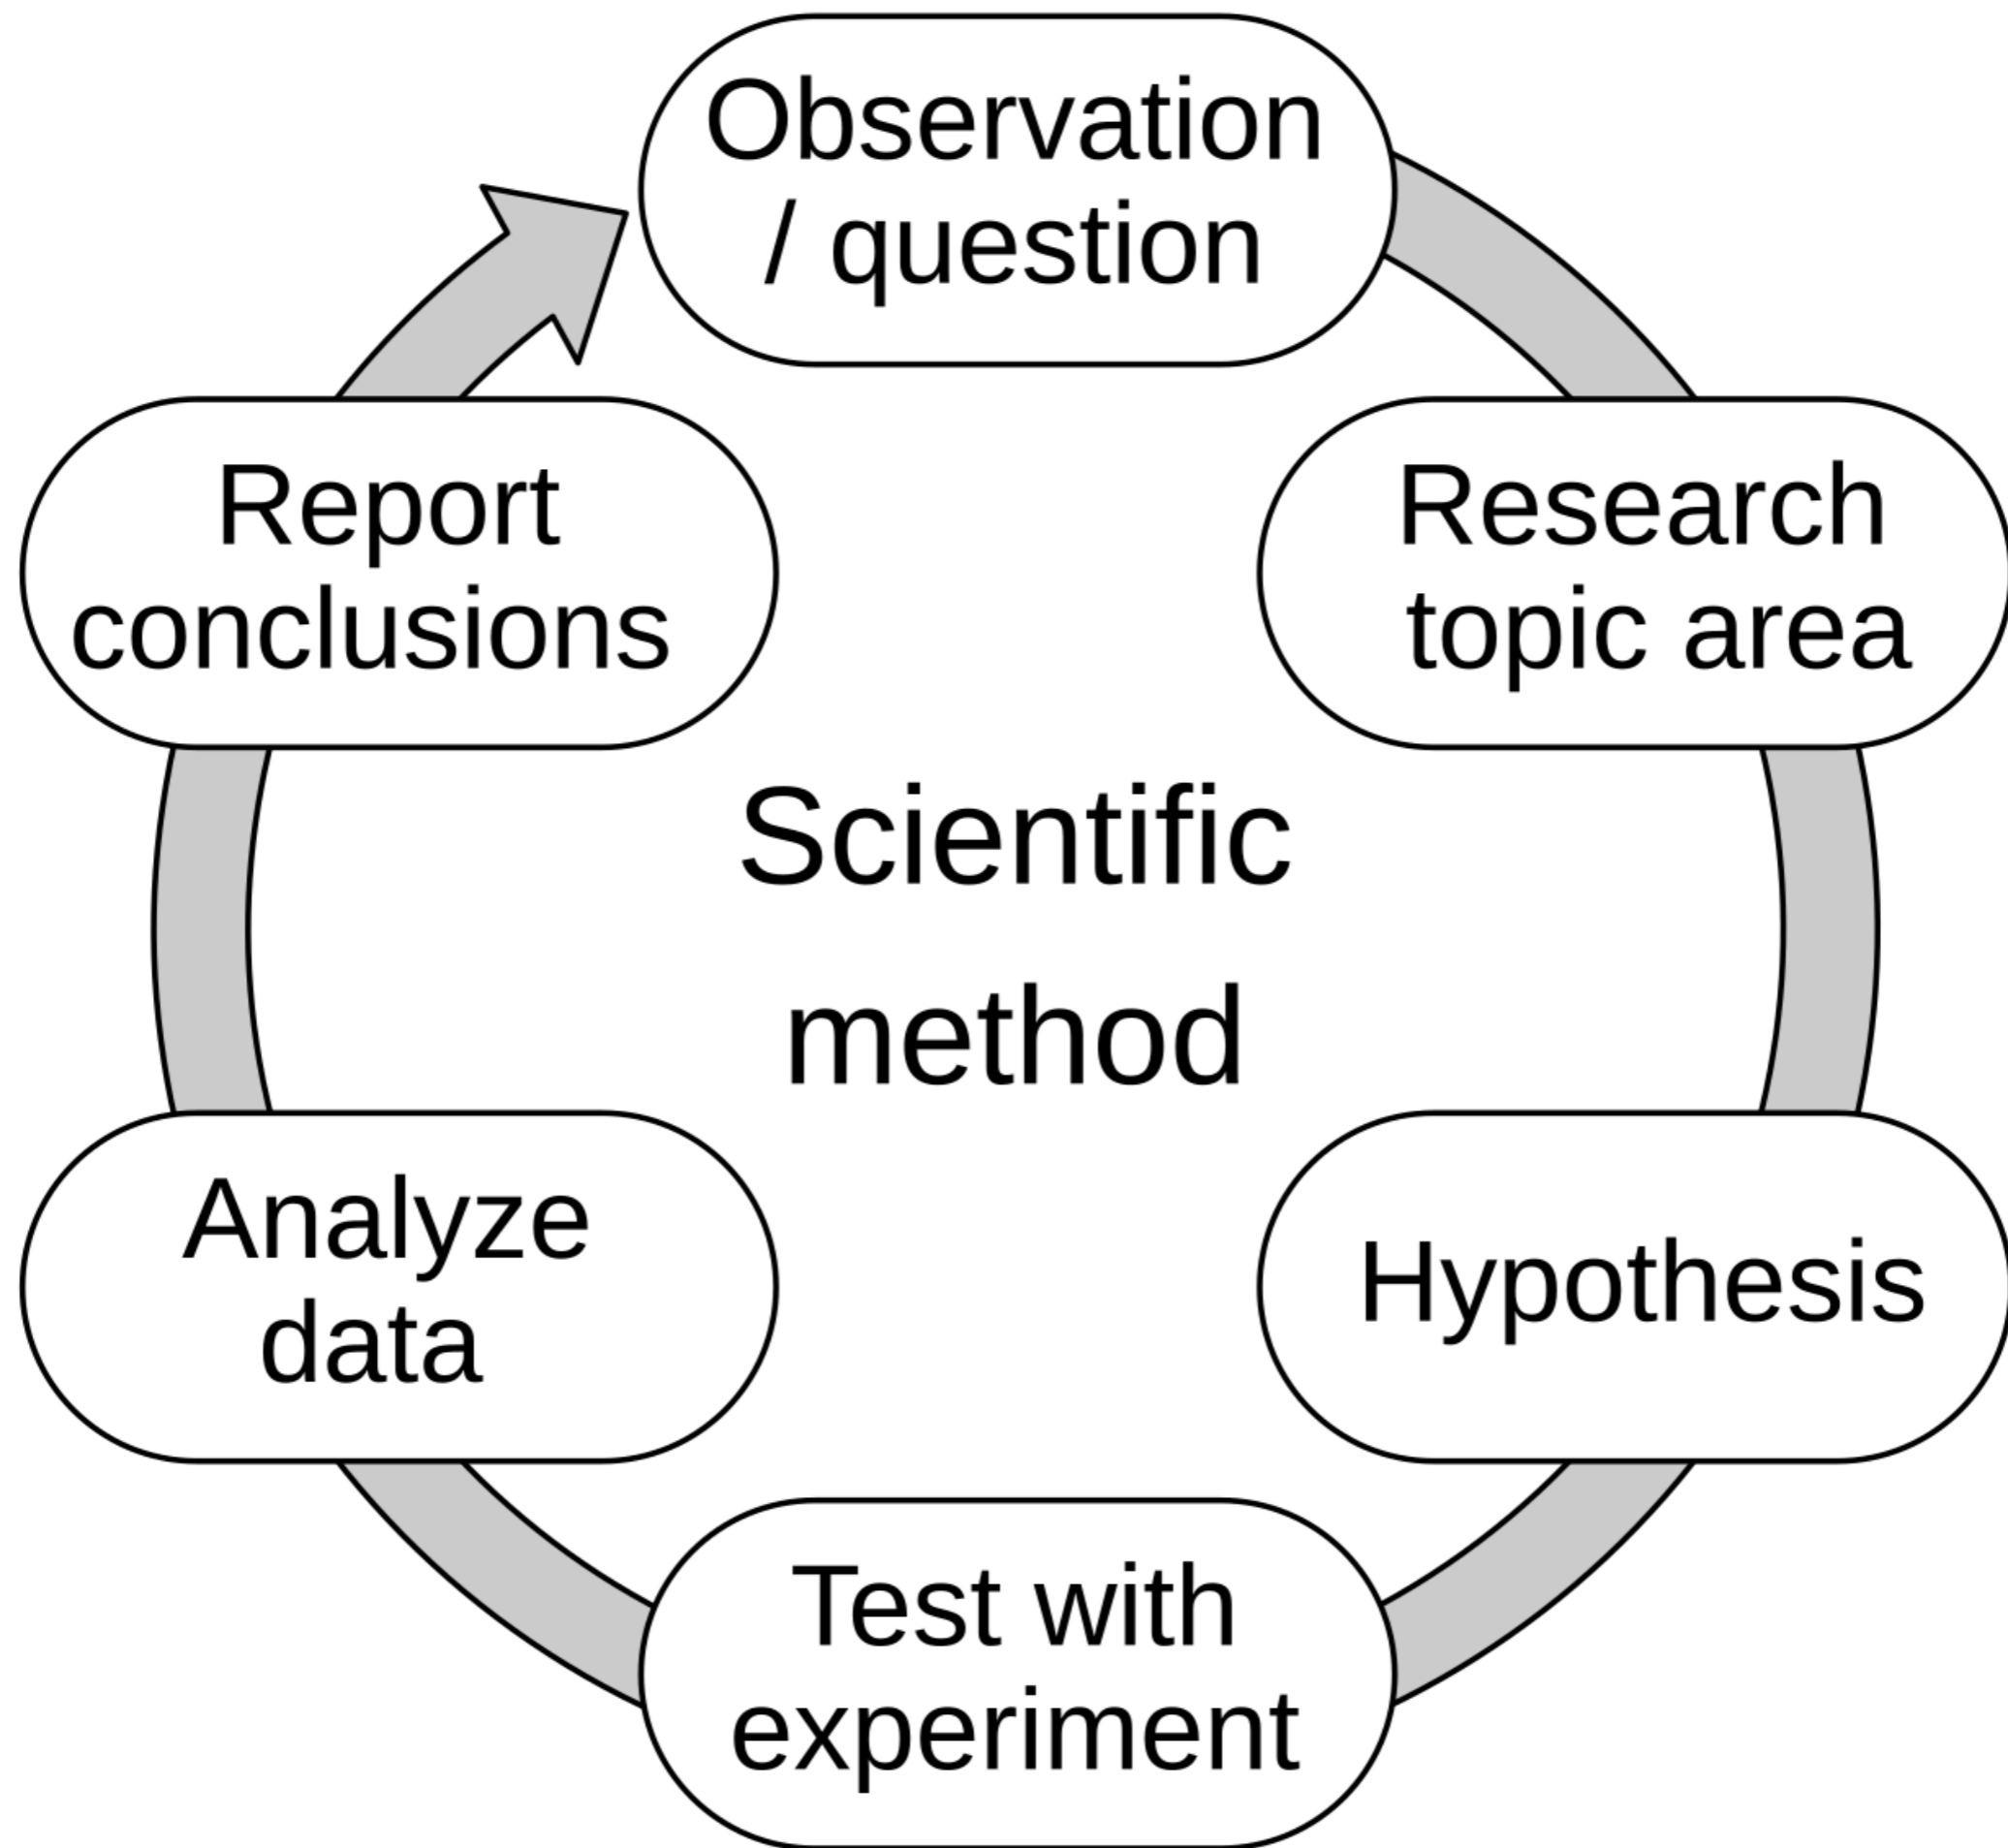 Observation
/ question
Research
topic area
Hypothesis
Test with
experiment
Analyze
data
Report
conclusions
Scientific
method